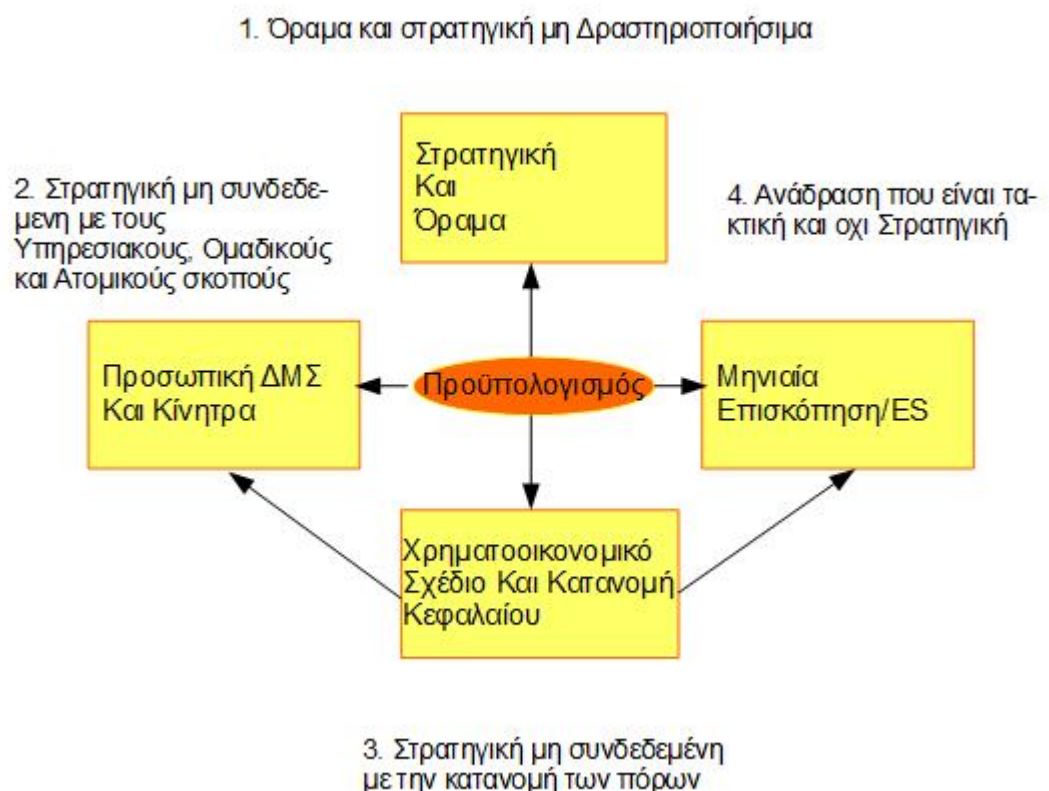 1. Όραμα και στρατηγική μη Δραστηριοποιήσιμα
Στρατηγική
Και
Όραμα
2. Στρατηγική μη συνδεδε-
μενη με τους
Υπηρεσιακους, Ομαδικούς
και Ατομικούς σκοπούς
4. Ανάδραση που είναι τα-
κτική και οχι Στρατηγική
Προσωπική ΔΜΣ
Και Κίνητρα
Προϋπολογισμός
Μηνιαία
Επισκόπηση/ES
Χρηματοοικονομικό
Σχέδιο Και Κατανομή
Κεφαλαίου
3. Στρατηγική μη συνδεδεμένη
με την κατανομή των πόρων